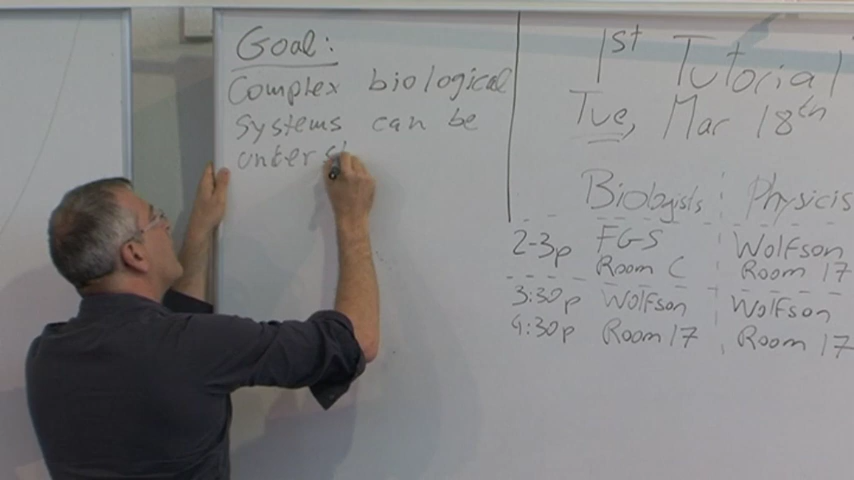 Goal:
Complex biological
systems can be
underst
1st Tutorial
Tue, Mar 18th
Biologists Physicis
2-3p FGS Room C Wolfson Room 17
3:30p 4:30p Wolfson Room 17 Wolfson Room 17